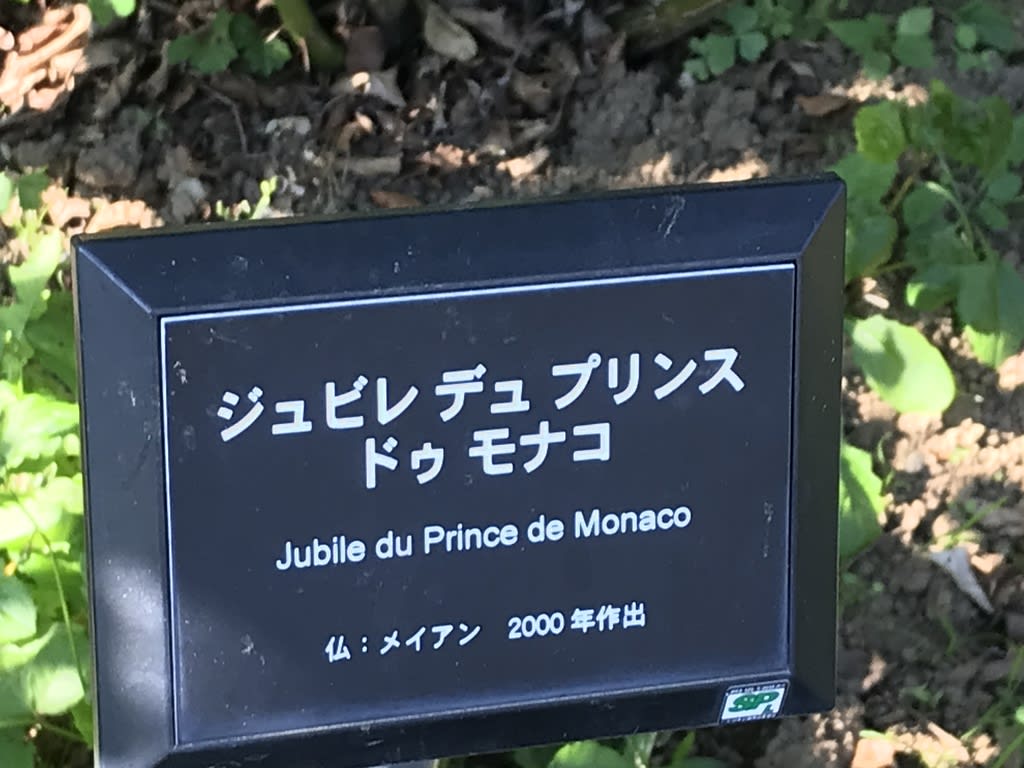 ジュビレ デュ プリンス
ドゥ モナコ
Jubile du Prince de Monaco
仏：メイアン　2000 年作出